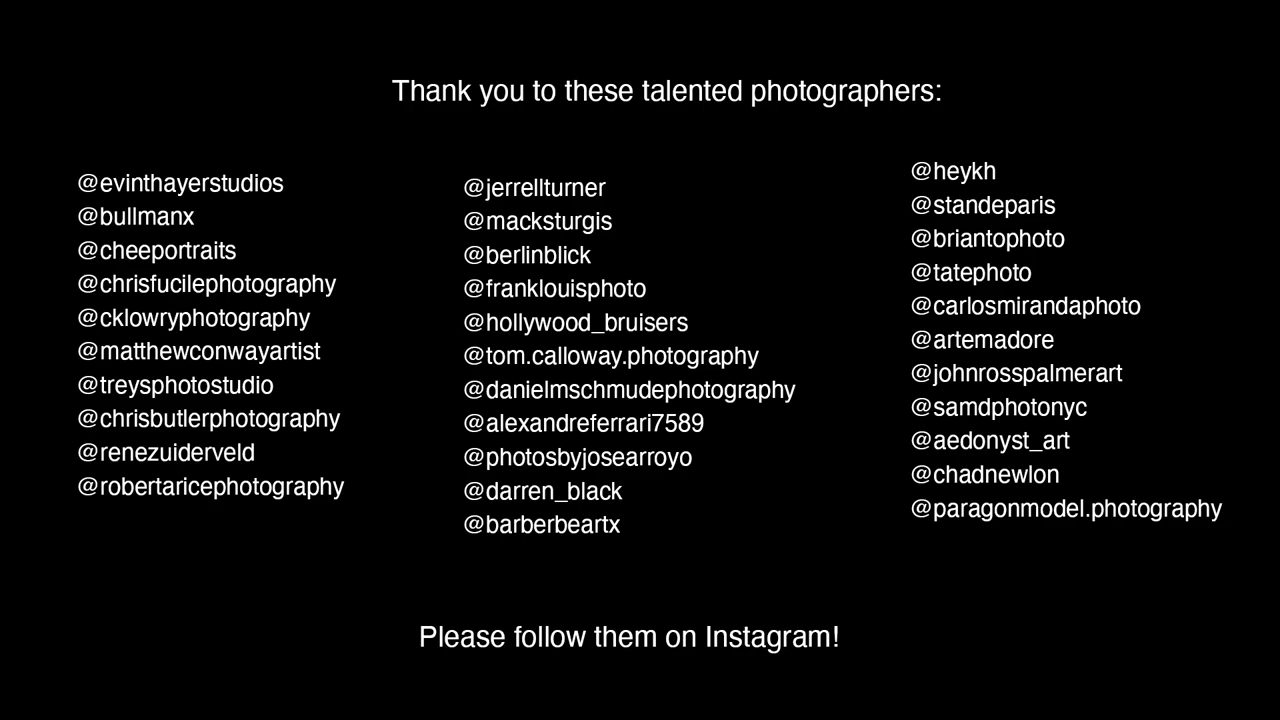 Thank you to these talented photographers:
@evinthayerstudios
@bullmanx
@cheeportraits
@chrisfucilephotography
@cklowryphotography
@matthewconwayartist
@treysphotostudio
@chrisbutlerphotography
@renezuiderveld
@robertaricephotography
@jerrellturner
@macksturgis
@berlinblick
@franklouisphoto
@hollywood_bruisers
@tom.calloway.photography
@danielmschmudephotography
@alexandreferrari7589
@photosbyjosearroyo
@darren_black
@barberbeartx
@heykh
@standeparis
@briantophoto
@tatephoto
@carlosmirandaphoto
@artemadore
@johnrosspalmerart
@samdphotonyc
@aedonyst_art
@chadnewlon
@paragonmodel.photography
Please follow them on Instagram!